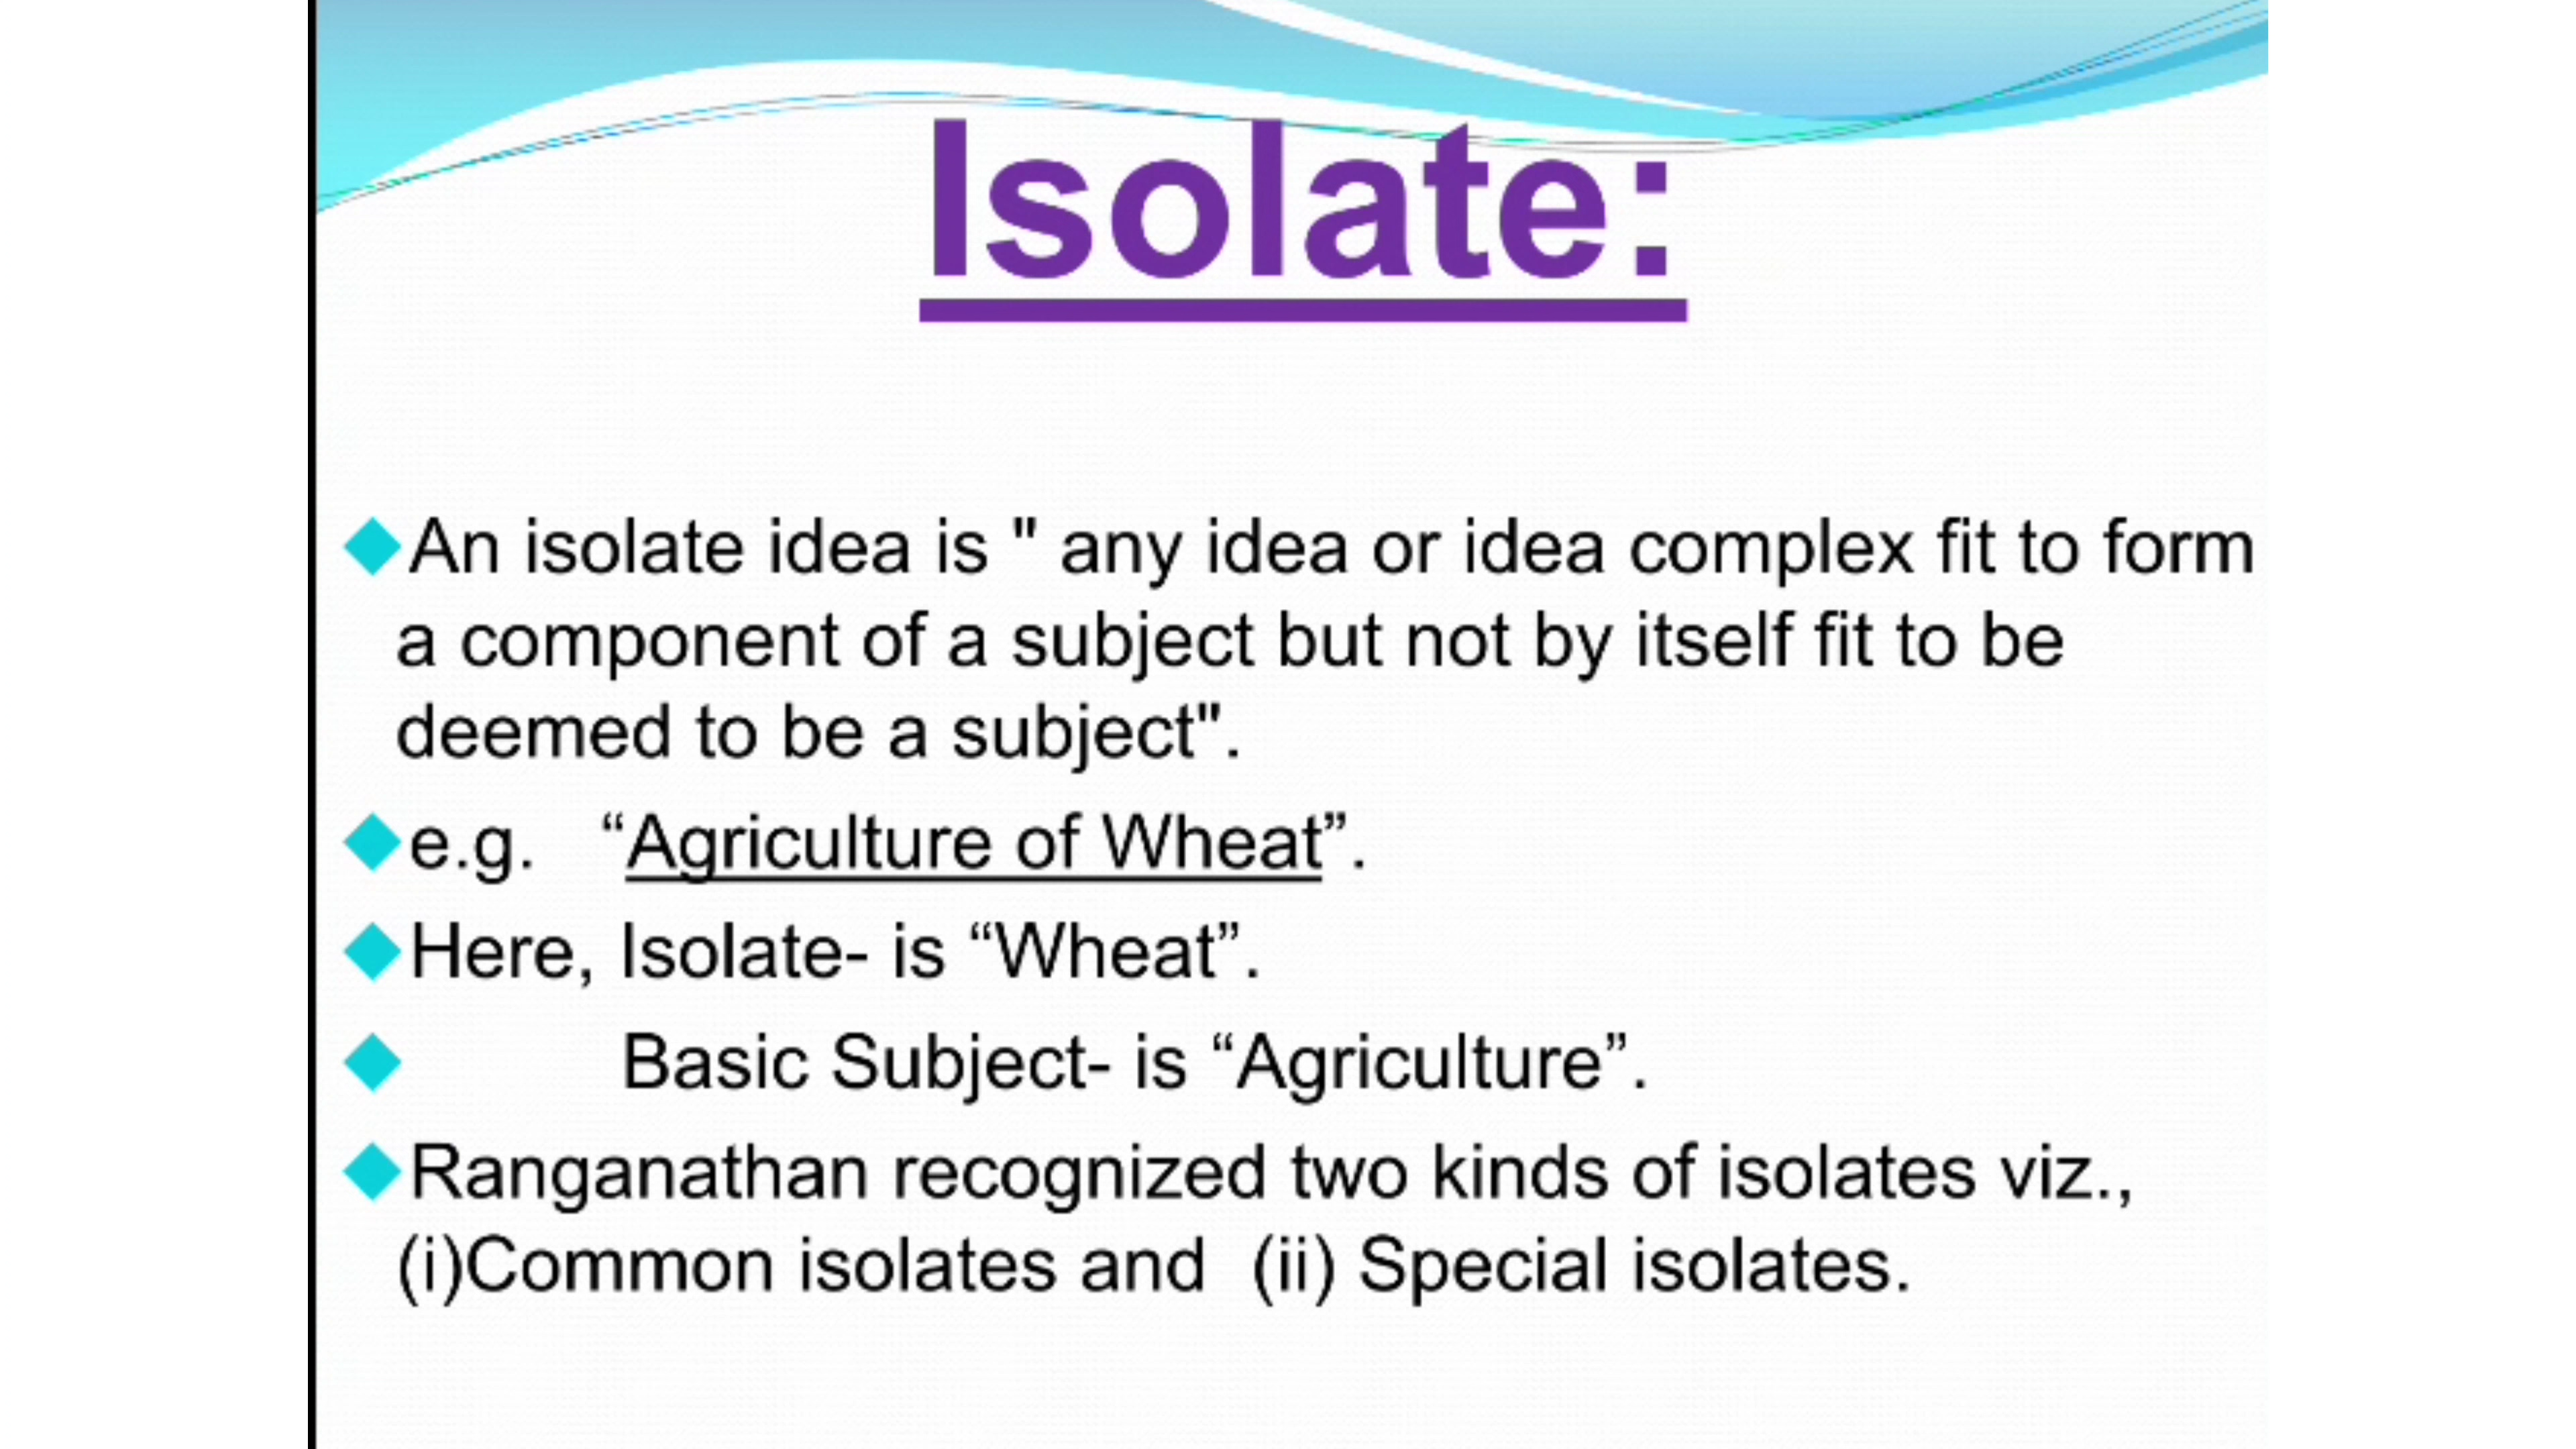 Isolate:
An isolate idea is " any idea or idea complex fit to form
a component of a subject but not by itself fit to be
deemed to be a subject".
e.g. “Agriculture of Wheat”.
Here, Isolate- is “Wheat”.
Basic Subject- is “Agriculture”.
Ranganathan recognized two kinds of isolates viz.,
(i)Common isolates and (ii) Special isolates.